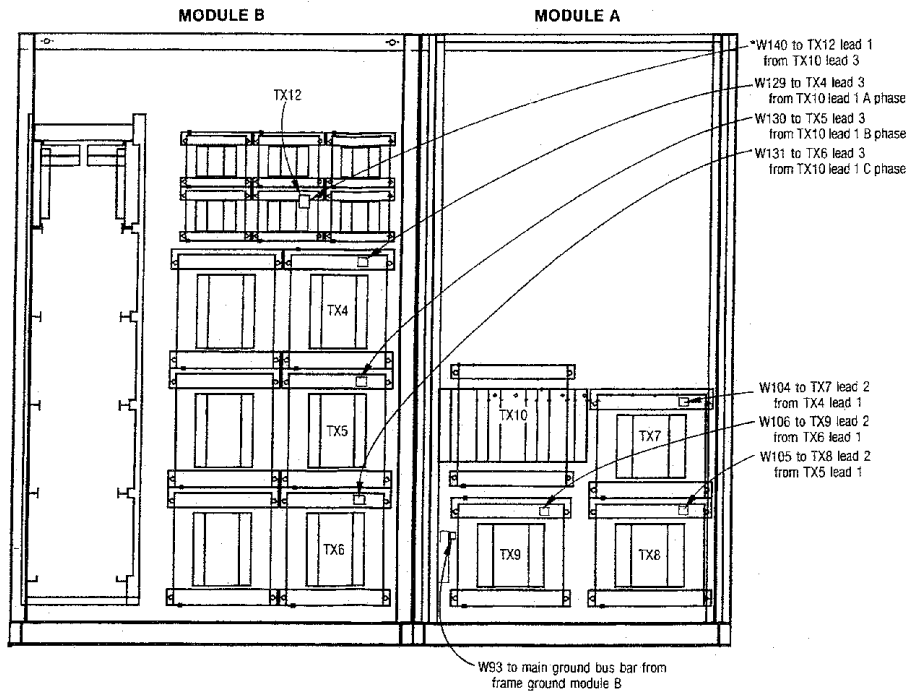 MODULE B
MODULE A
*W140 to TX12 lead 1
from TX10 lead 3
W129 to TX4 lead 3
from TX10 lead 1 A phase
W130 to TX5 lead 3
from TX10 lead 1 B phase
W131 to TX6 lead 3
from TX10 lead 1 C phase
TX12
TX4
TX5
TX6
TX10
TX7
TX9
TX8
W104 to TX7 lead 2
from TX4 lead 1
W106 to TX9 lead 2
from TX6 lead 1
W105 to TX8 lead 2
from TX5 lead 1
W93 to main ground bus bar from
frame ground module B